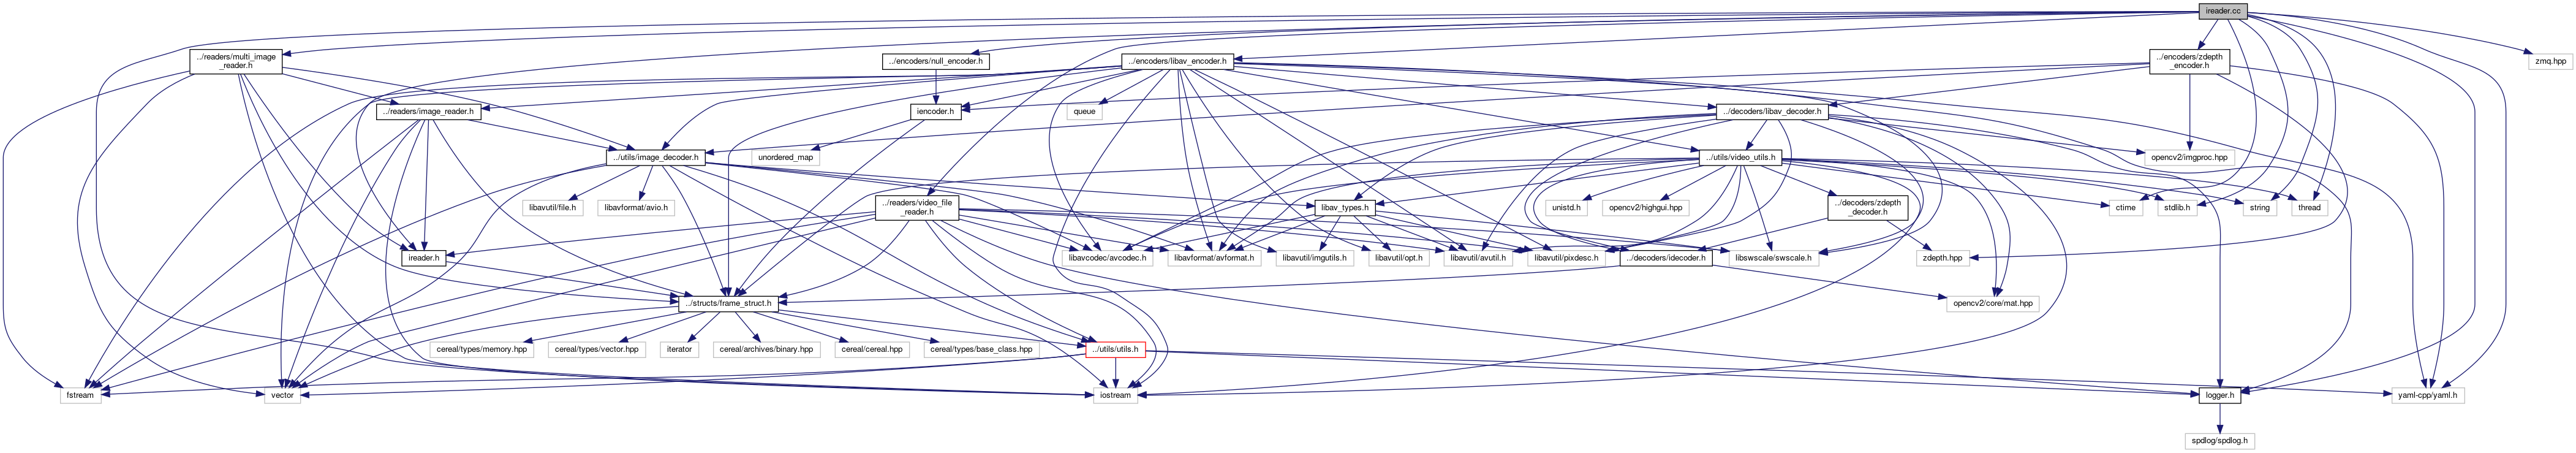 ireader.cc
../readers/multi_image
_reader.h
../encoders/null_encoder.h
../encoders/libav_encoder.h
../encoders/zdepth
_encoder.h
zmq.hpp
../readers/image_reader.h
iencoder.h
queue
../decoders/libav_decoder.h
unordered_map
../utils/image_decoder.h
../utils/video_utils.h
opencv2/imgproc.hpp
libavutil/file.h
libavformat/avio.h
../readers/video_file
_reader.h
libav_types.h
unistd.h
opencv2/highgui.hpp
../decoders/zdepth
_decoder.h
ctime
stdlib.h
string
thread
ireader.h
libavcodec/avcodec.h
libavformat/avformat.h
libavutil/imgutils.h
libavutil/opt.h
libavutil/avutil.h
libavutil/pixdesc.h
../decoders/idecoder.h
libswscale/swscale.h
zdepth.hpp
../structs/frame_struct.h
opencv2/core/mat.hpp
cereal/types/memory.hpp
cereal/types/vector.hpp
iterator
cereal/archives/binary.hpp
cereal/cereal.hpp
cereal/types/base_class.hpp
../utils/utils.h
fstream
vector
iostream
logger.h
yaml-cpp/yaml.h
spdlog/spdlog.h